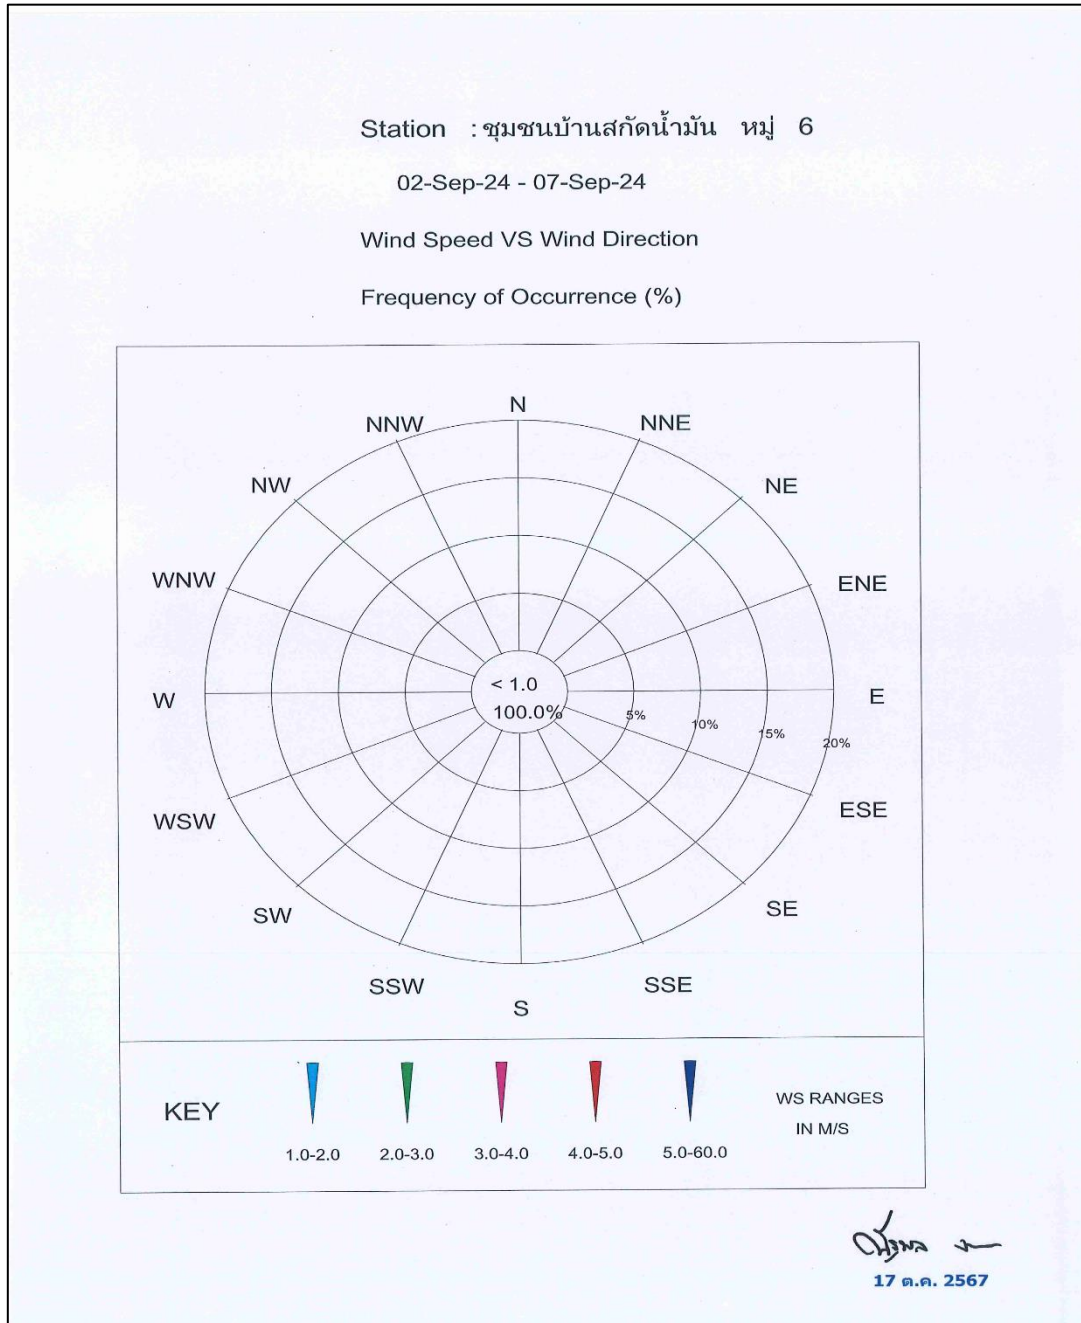 Station : ชุมชนบ้านสกัดน้ำมัน หมู่ 6
02-Sep-24 - 07-Sep-24
Wind Speed VS Wind Direction
Frequency of Occurrence (%)
N
NNW
NNE
NW
NE
WNW
ENE
< 1.0
W
E
100.0%
5%
10%
15%
20%
WSW
ESE
SW
SE
SSW
SSE
S
KEY
WS RANGES
IN M/S
1.0-2.0
2.0-3.0
3.0-4.0
4.0-5.0
5.0-60.0
17 ต.ค. 2567